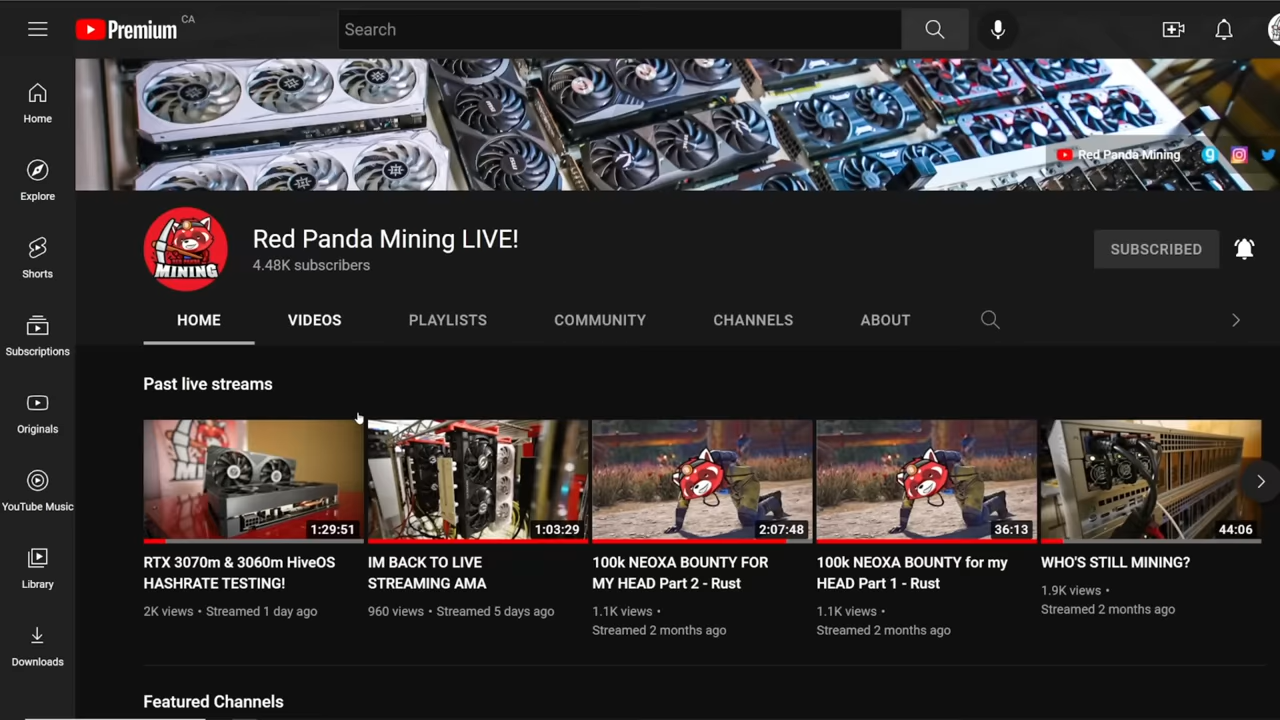 Premium
CA
Search
Home
Explore
Shorts
Subscriptions
Originals
YouTube Music
Library
Downloads
Red Panda Mining
MINING
Red Panda Mining LIVE!
4.48K subscribers
SUBSCRIBED
HOME
VIDEOS
PLAYLISTS
COMMUNITY
CHANNELS
ABOUT
Past live streams
1:29:51
RTX 3070m & 3060m HiveOS
HASHRATE TESTING!
2K views • Streamed 1 day ago
1:03:29
IM BACK TO LIVE
STREAMING AMA
960 views • Streamed 5 days ago
2:07:48
100k NEOXA BOUNTY FOR
MY HEAD Part 2 - Rust
1.1K views •
Streamed 2 months ago
36:13
100k NEOXA BOUNTY for my
HEAD Part 1 - Rust
1.1K views •
Streamed 2 months ago
44:06
WHO'S STILL MINING?
1.9K views •
Streamed 2 months ago
Featured Channels